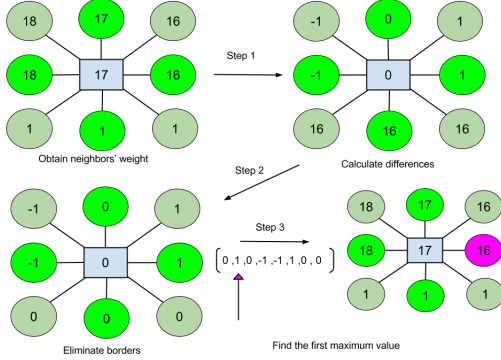 18 17 16
18 17 16
1 1 1
Obtain neighbors' weight
Step 1
-1 0 1
-1 0 1
16 16 16
Calculate differences
Step 2
-1 0 1
-1 0 1
0 0 0
Eliminate borders
Step 3
[ 0 ,1 ,0 ,-1 ,-1 ,1 ,0 ,0 ]
18 17 16
18 17 16
1 1 1
Find the first maximum value